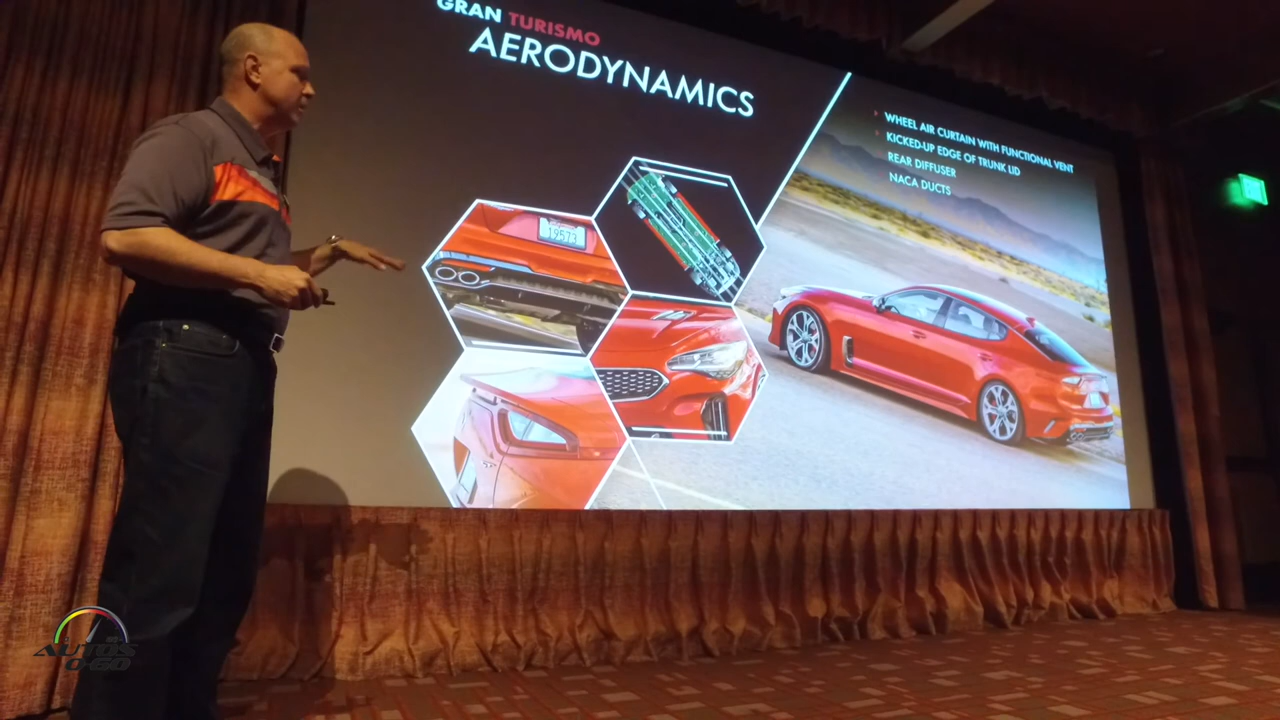 GRAN TURISMO
AERODYNAMICS
WHEEL AIR CURTAIN WITH FUNCTIONAL VENT
KICKED-UP EDGE OF TRUNK LID
REAR DIFFUSER
NACA DUCTS
19573
AUTOS
0-60